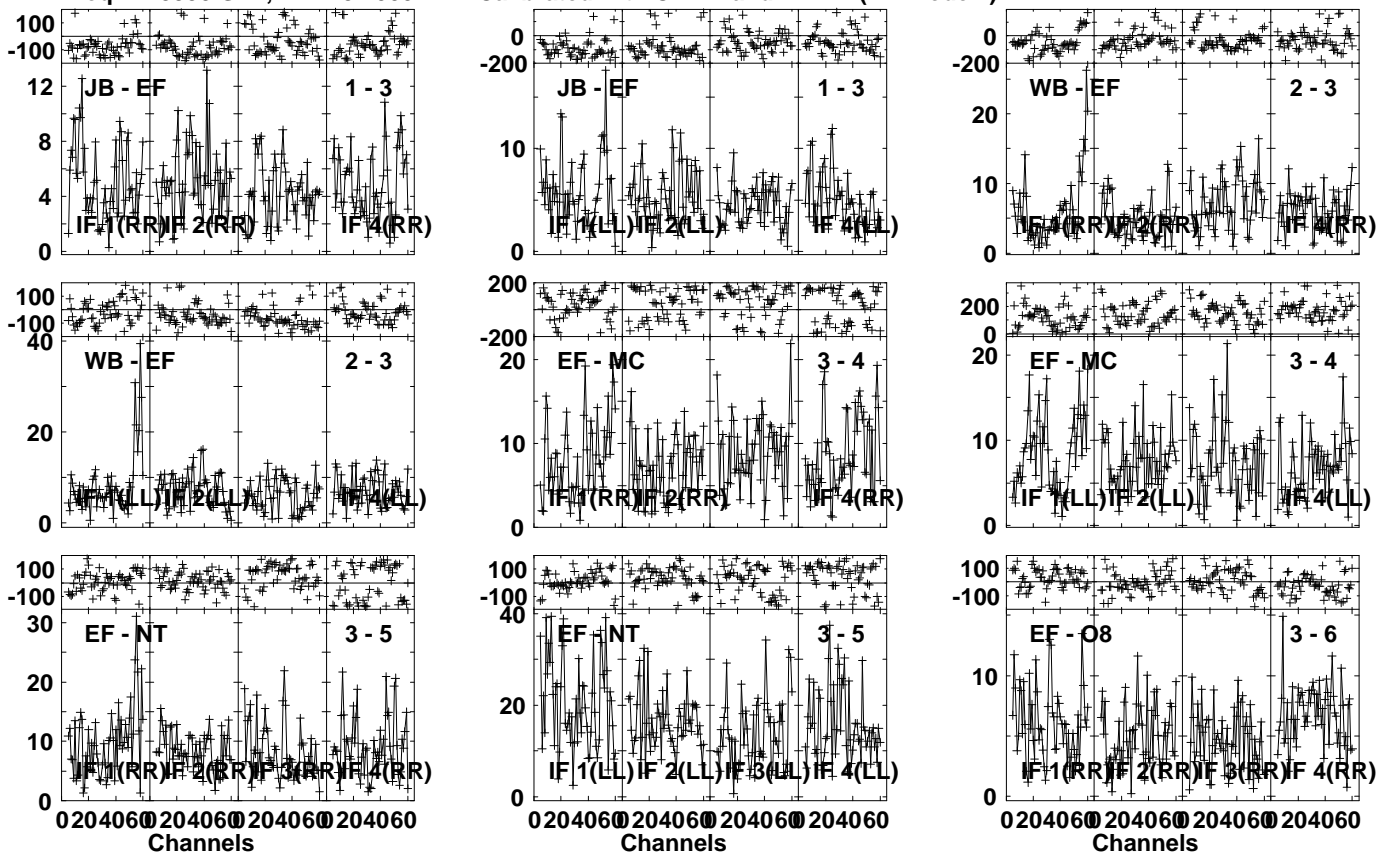 100
-100
12
8
4
0
JB - EF
1 - 3
IF 1(RR)
IF 2(RR)
IF 4(RR)
0
-200
10
0
JB - EF
1 - 3
IF 1(LL)
IF 2(LL)
IF 4(LL)
0
-200
20
10
0
WB - EF
2 - 3
IF 1(RR)
IF 2(RR)
IF 4(RR)
100
-100
40
20
0
WB - EF
2 - 3
IF 1(LL)
IF 2(LL)
IF 4(LL)
200
-200
20
10
0
EF - MC
3 - 4
IF 1(RR)
IF 2(RR)
IF 4(RR)
200
0
20
10
0
EF - MC
3 - 4
IF 1(LL)
IF 2(LL)
IF 4(LL)
100
-100
30
20
10
0
EF - NT
3 - 5
IF 1(RR)
IF 2(RR)
IF 3(RR)
IF 4(RR)
100
-100
40
20
0
EF - NT
3 - 5
IF 1(LL)
IF 2(LL)
IF 3(LL)
IF 4(LL)
100
-100
10
0
EF - O8
3 - 6
IF 1(RR)
IF 2(RR)
IF 3(RR)
IF 4(RR)
0 20 40 60 0 20 40 60 0 20 40 60 0 20 40 60
Channels
0 20 40 60 0 20 40 60 0 20 40 60 0 20 40 60
Channels
0 20 40 60 0 20 40 60 0 20 40 60 0 20 40 60